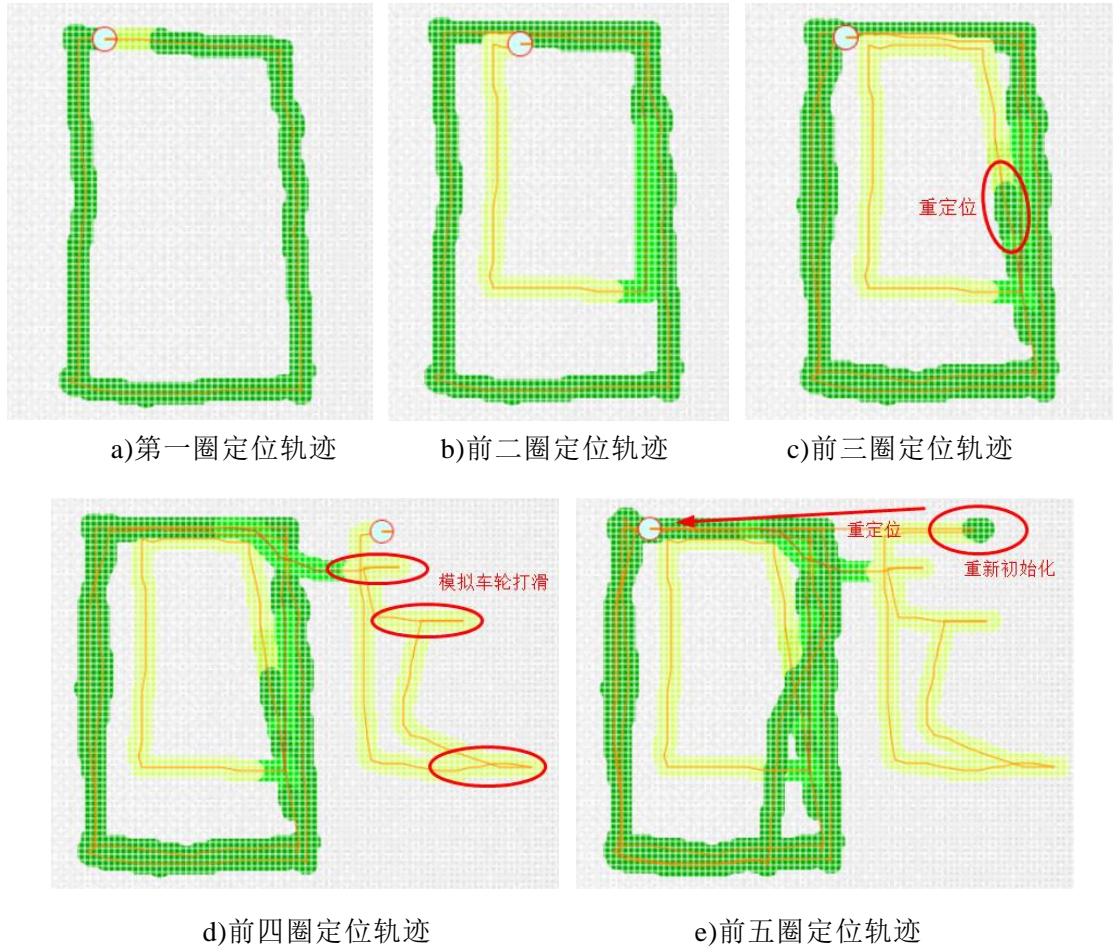 重定位
a)第一圈定位轨迹
b)前二圈定位轨迹
c)前三圈定位轨迹
模拟车轮打滑
重定位
重新初始化
d)前四圈定位轨迹
e)前五圈定位轨迹